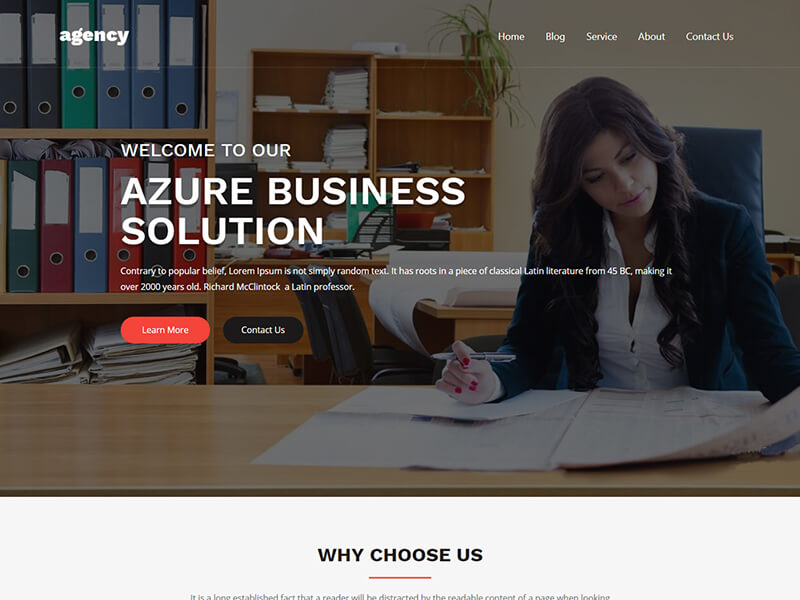 agency
Home Blog Service About Contact Us
WELCOME TO OUR
AZURE BUSINESS
SOLUTION
Contrary to popular belief, Lorem Ipsum is not simply random text. It has roots in a piece of classical Latin literature from 45 BC, making it
over 2000 years old. Richard McClintock a Latin professor.
Learn More Contact Us
WHY CHOOSE US
It is a long established fact that a reader will be distracted by the readable content of a page when looking